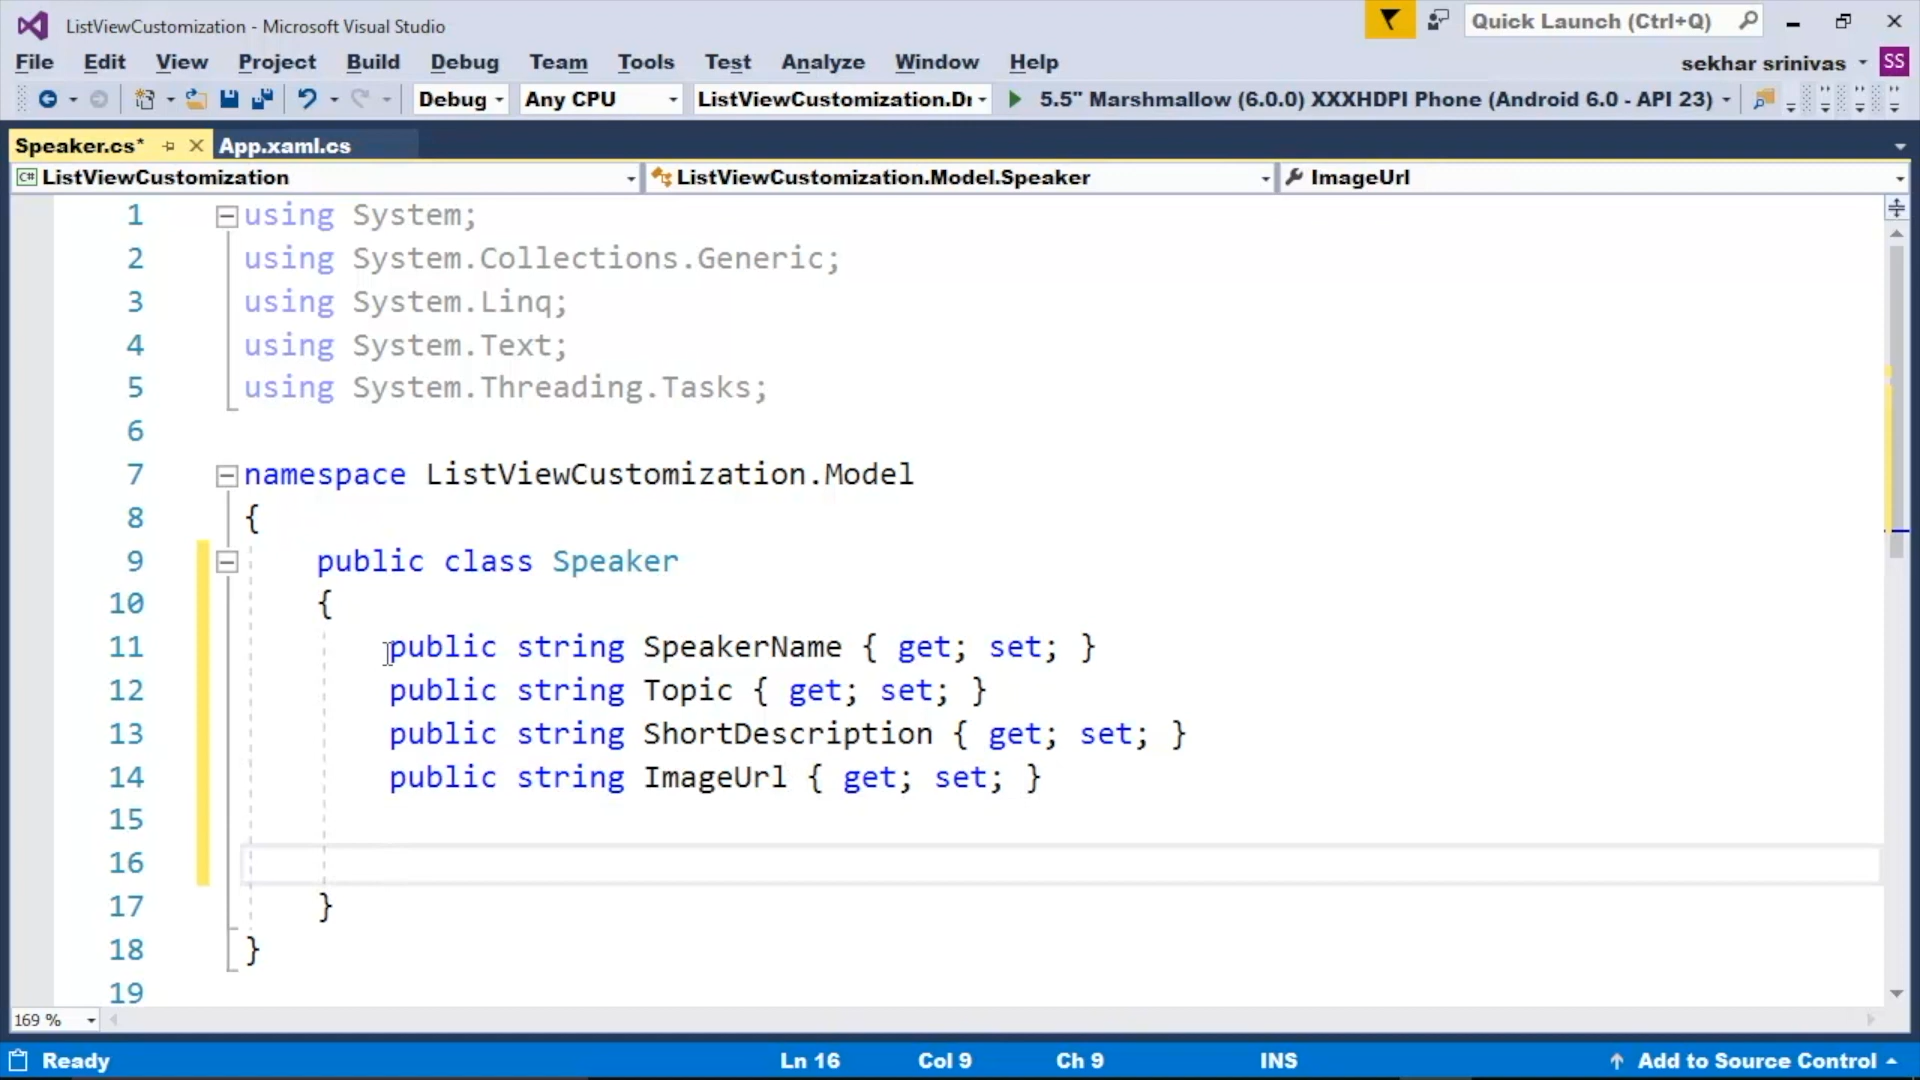 ListViewCustomization - Microsoft Visual Studio
Quick Launch (Ctrl+Q)
File Edit View Project Build Debug Team Tools Test Analyze Window Help
sekhar srinivas SS
Debug Any CPU ListViewCustomization.Dr 5.5" Marshmallow (6.0.0) XXXHDPI Phone (Android 6.0 - API 23)
Speaker.cs* App.xaml.cs
C# ListViewCustomization ListViewCustomization.Model.Speaker ImageUrl
1 using System;
2 using System.Collections.Generic;
3 using System.Linq;
4 using System.Text;
5 using System.Threading.Tasks;
6
7 namespace ListViewCustomization.Model
8 {
9 public class Speaker
10 {
11 public string SpeakerName { get; set; }
12 public string Topic { get; set; }
13 public string ShortDescription { get; set; }
14 public string ImageUrl { get; set; }
15
16
17 }
18 }
19
169 %
Ready Ln 16 Col 9 Ch 9 INS Add to Source Control